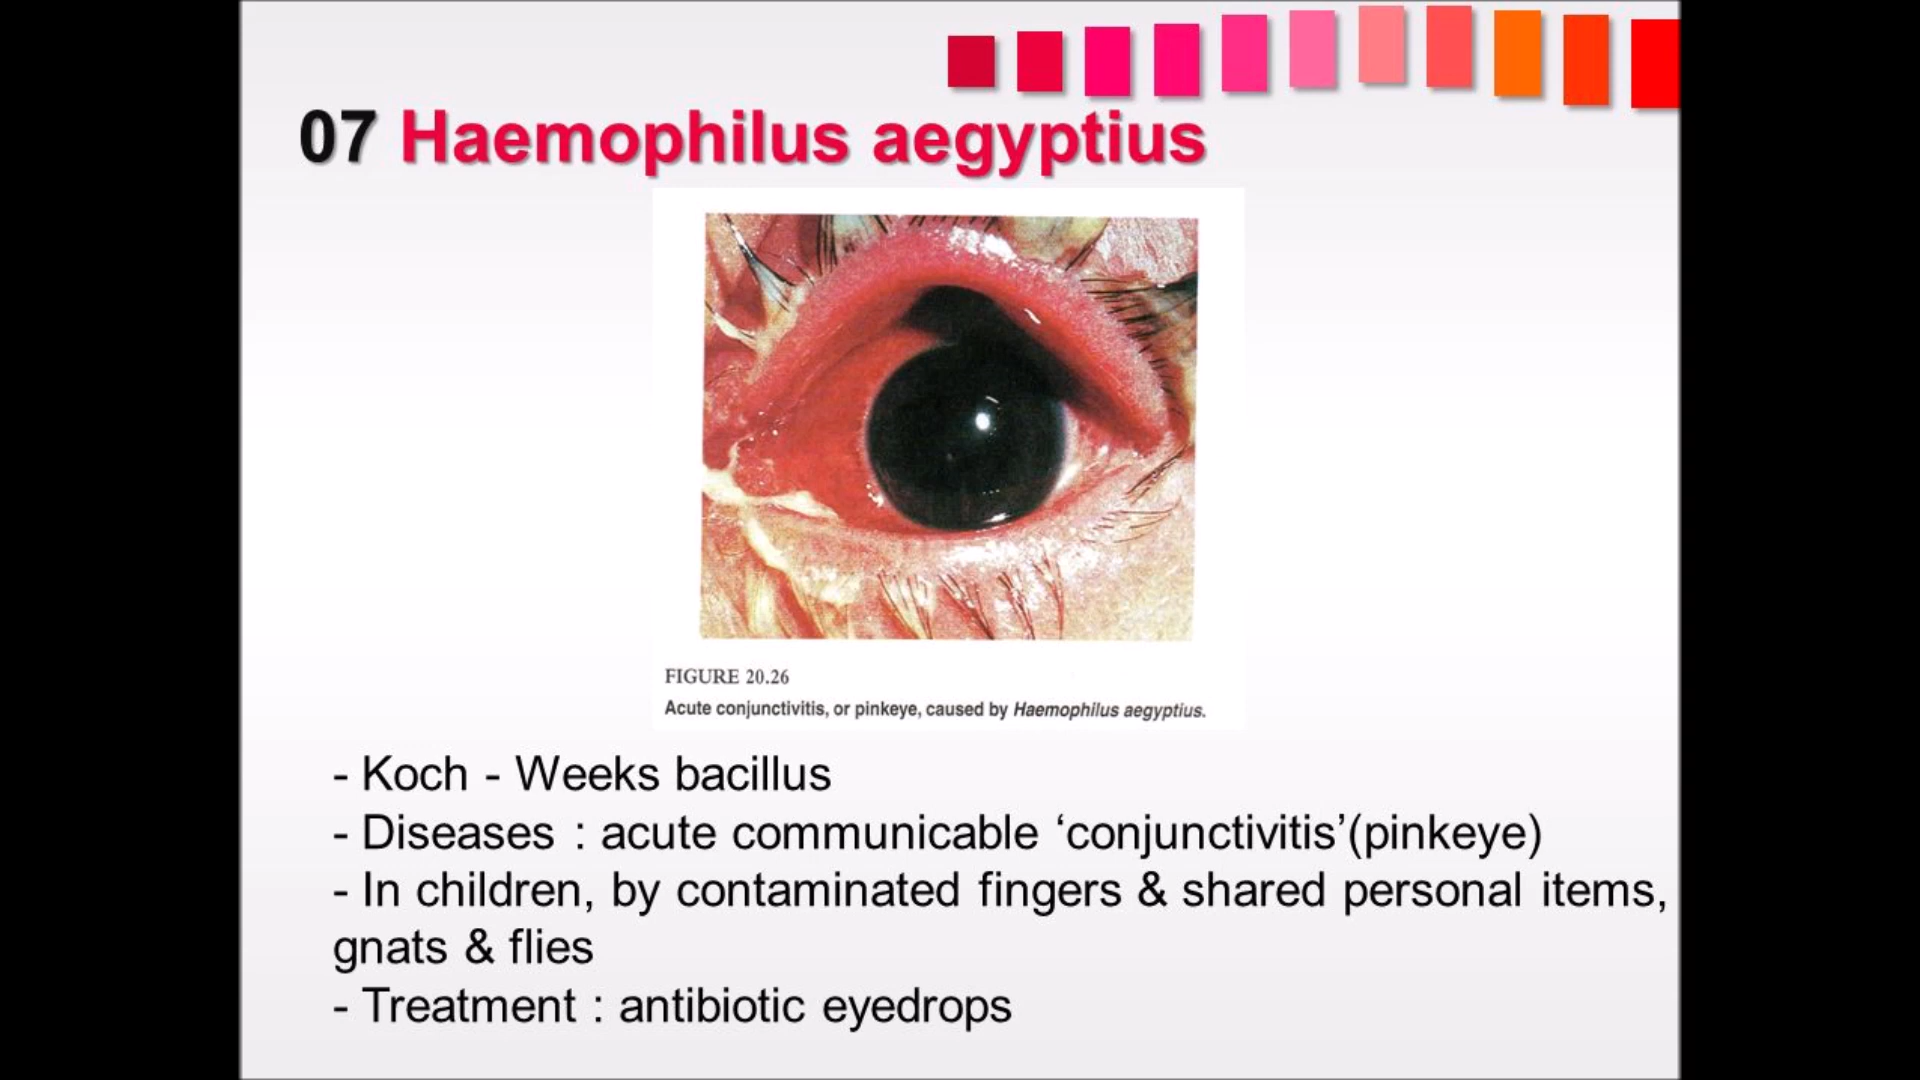 07 Haemophilus aegyptius
FIGURE 20.26
Acute conjunctivitis, or pinkeye, caused by Haemophilus aegyptius.
- Koch - Weeks bacillus
- Diseases : acute communicable ‘conjunctivitis’(pinkeye)
- In children, by contaminated fingers & shared personal items,
gnats & flies
- Treatment : antibiotic eyedrops